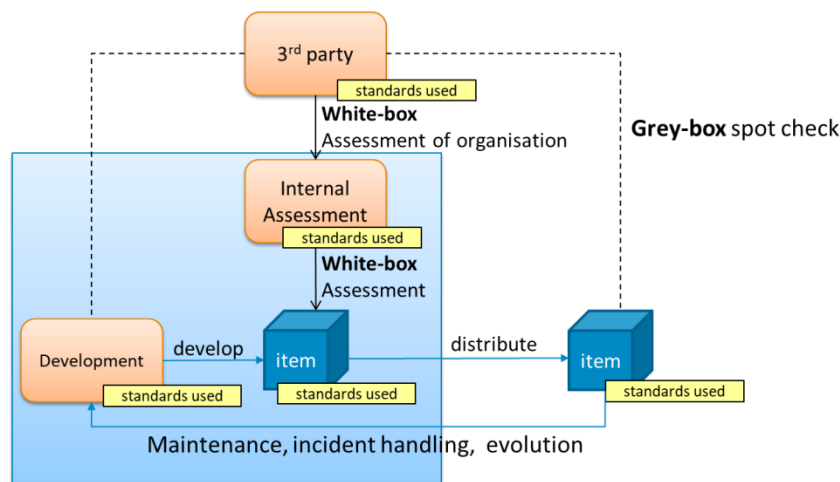 3rd party
standards used
White-box
Assessment of organisation
Grey-box spot check
Internal
Assessment
standards used
White-box
Assessment
Development
standards used
develop
item
standards used
distribute
item
standards used
Maintenance, incident handling, evolution